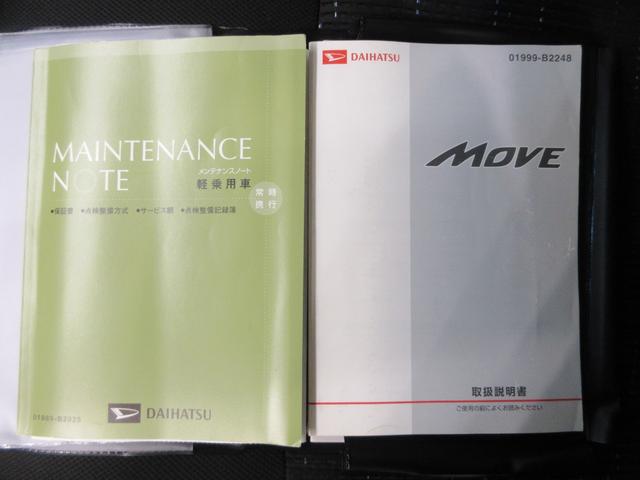 MAINTENANCE
NOTE
メンテナンスノート
軽乗用車
常時
携行
●保証書 ●点検整備方式 ●サービス網 ●点検整備記録簿
DAIHATSU
DAIHATSU
01999-B2248
MOVE
取扱説明書
ご使用の前によくお読みください